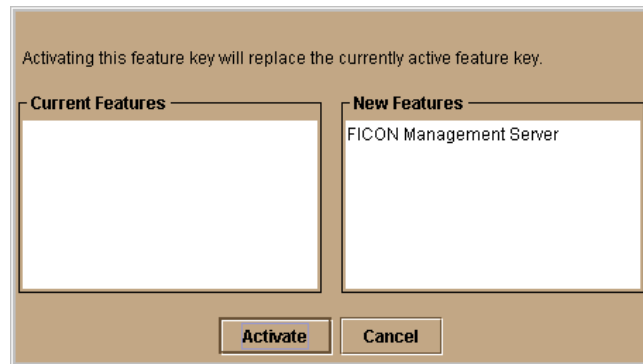 Activating this feature key will replace the currently active feature key.
Current Features
New Features
FICON Management Server
Activate
Cancel